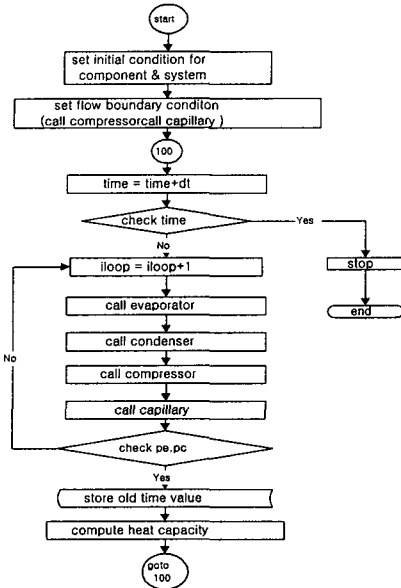 start
set initial condition for
component & system
set flow boundary conditon
(call compressorcall capillary )
100
time = time+dt
check time
Yes
No
iloop = iloop+1
stop
call evaporator
end
call condenser
No
call compressor
call capillary
check pe,pc
Yes
store old time value
compute heat capacity
goto
100